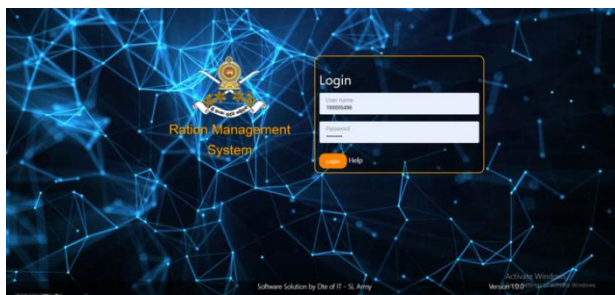 Ration Management
System
Login
User name
Password
Login Help
Software Solution by Dte of IT - SL Army
Version 1.0.0
Activate Windows